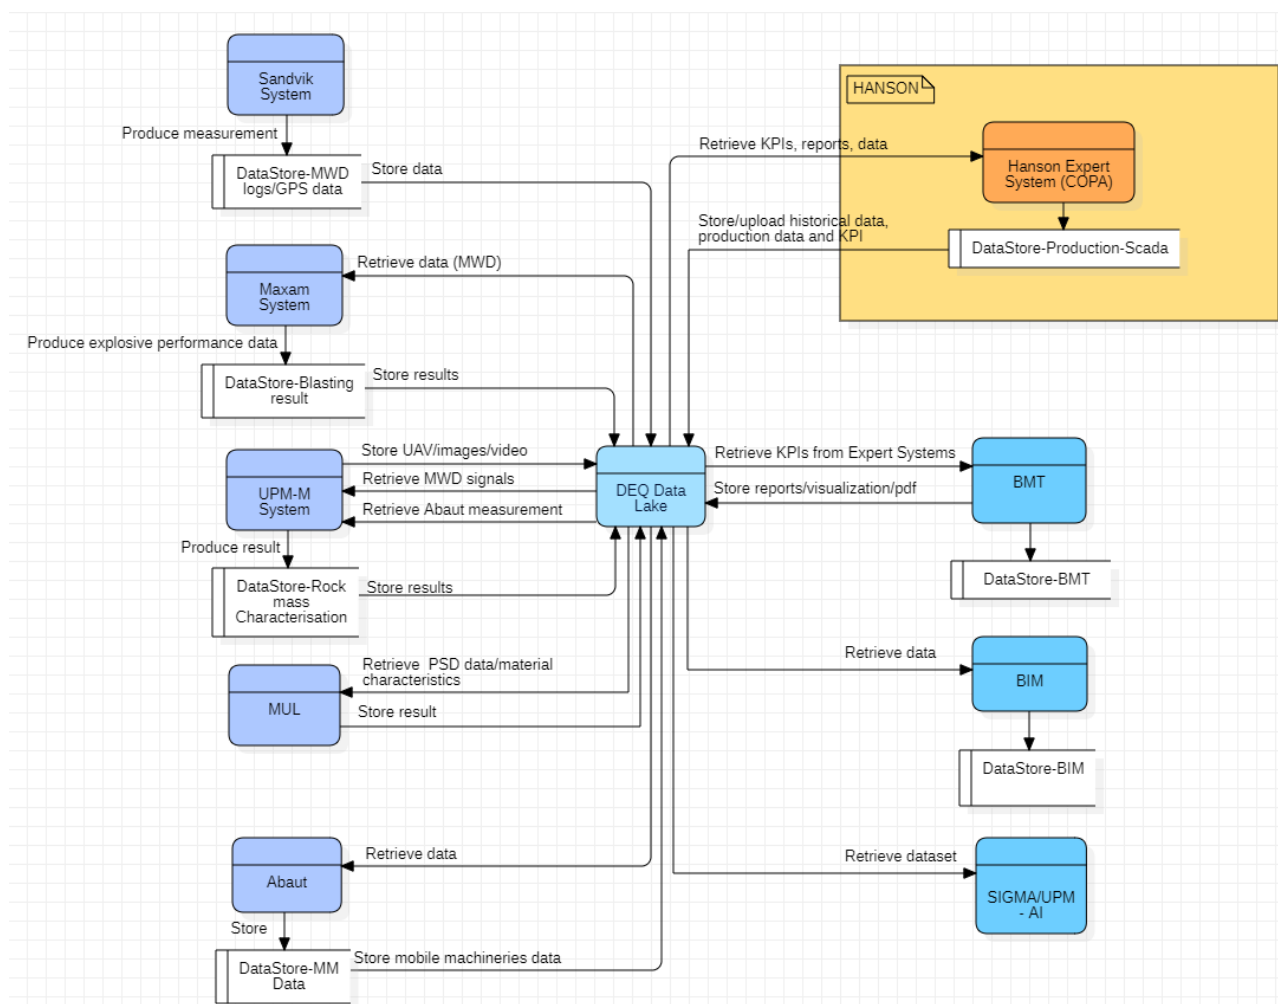 Sandvik
System
Produce measurement
DataStore-MWD
logs/GPS data
Store data
HANSON
Retrieve KPIs, reports, data
Hanson Expert
System (COPA)
Store/upload historical data,
production data and KPI
DataStore-Production-Scada
Retrieve data (MWD)
Maxam
System
Produce explosive performance data
DataStore-Blasting
result
Store results
Store UAV/images/video
UPM-M
System
Retrieve MWD signals
Retrieve Abaut measurement
DEQ Data
Lake
Retrieve KPIs from Expert Systems
Store reports/visualization/pdf
BMT
Produce result
DataStore-Rock
mass
Characterisation
Store results
DataStore-BMT
Retrieve  PSD data/material
characteristics
MUL
Store result
Retrieve data
BIM
DataStore-BIM
Retrieve data
Abaut
Store
DataStore-MM
Data
Store mobile machineries data
Retrieve dataset
SIGMA/UPM
- AI